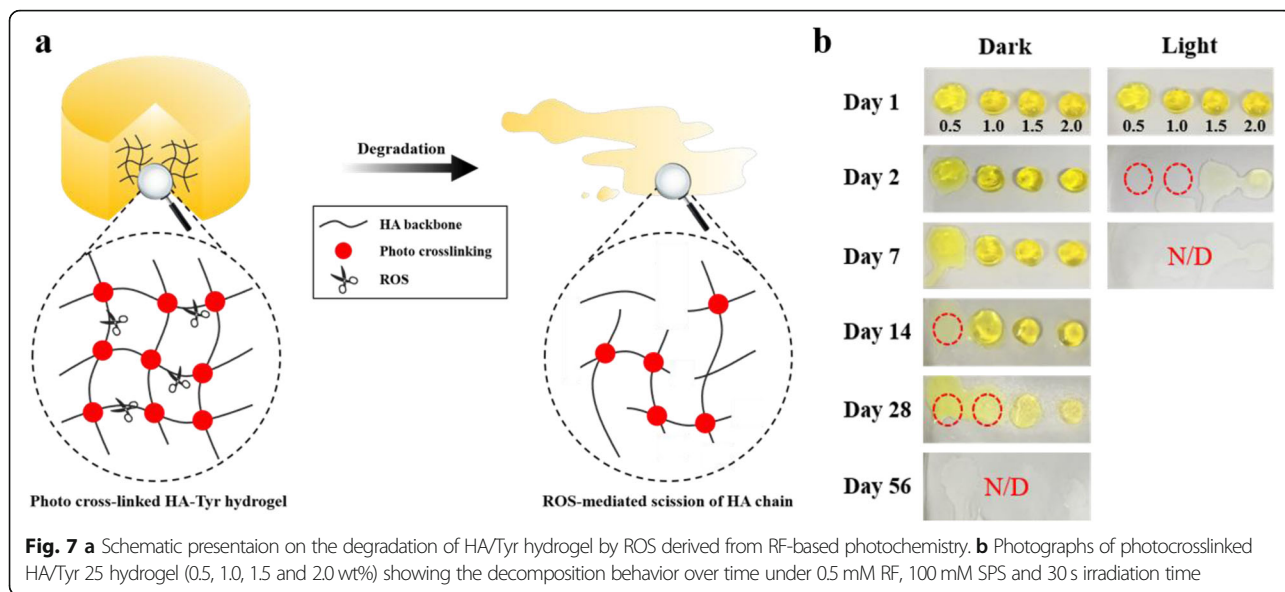 a
Degradation
HA backbone
Photo crosslinking
ROS
Photo cross-linked HA-Tyr hydrogel
ROS-mediated scission of HA chain
b
Dark
Light
Day 1
0.5 1.0 1.5 2.0
0.5 1.0 1.5 2.0
Day 2
Day 7
N/D
Day 14
Day 28
Day 56
N/D
Fig. 7 a Schematic presentaion on the degradation of HA/Tyr hydrogel by ROS derived from RF-based photochemistry. b Photographs of photocrosslinked
HA/Tyr 25 hydrogel (0.5, 1.0, 1.5 and 2.0 wt%) showing the decomposition behavior over time under 0.5 mM RF, 100 mM SPS and 30 s irradiation time